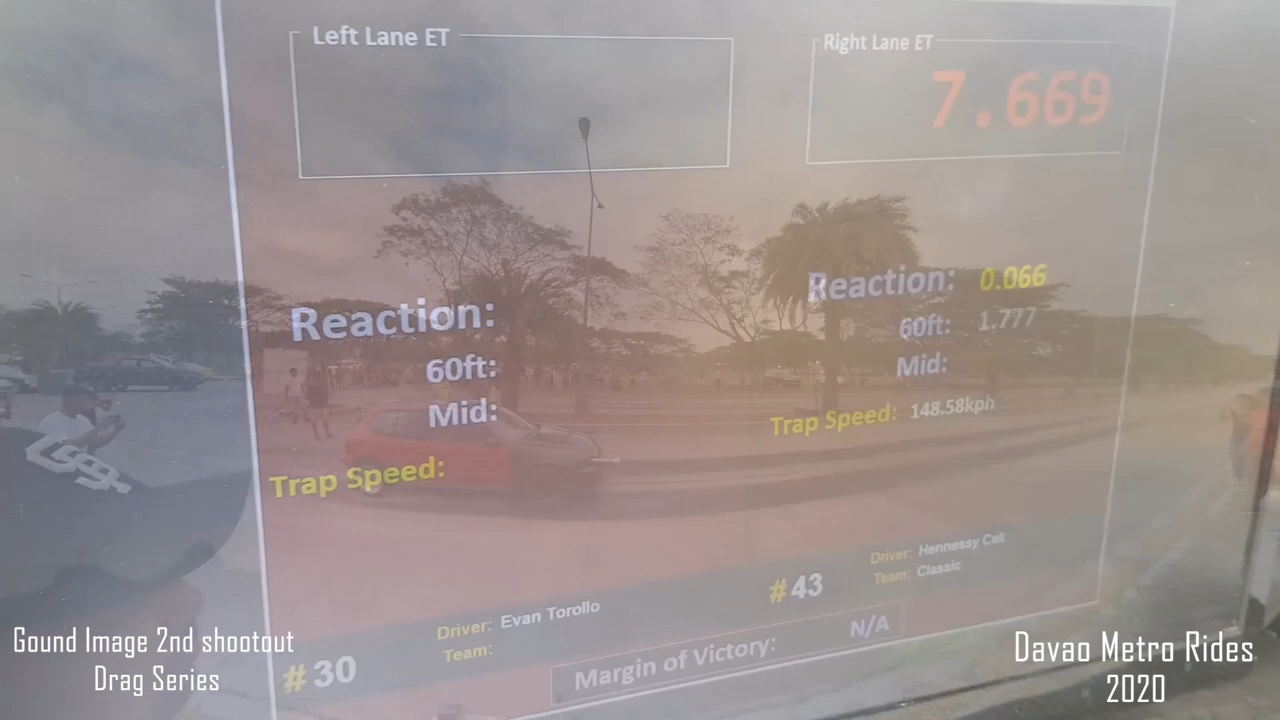 Left Lane ET
Right Lane ET
7.669
Reaction:
60ft:
Mid:
Trap Speed:
Reaction: 0.066
60ft: 1.777
Mid:
Trap Speed: 148.58kph
#30
Driver: Evan Torollo
Team:
#43
Driver: Hennessy Celi
Team: Classic
Margin of Victory: N/A
Gound Image 2nd shootout
Drag Series
Davao Metro Rides
2020